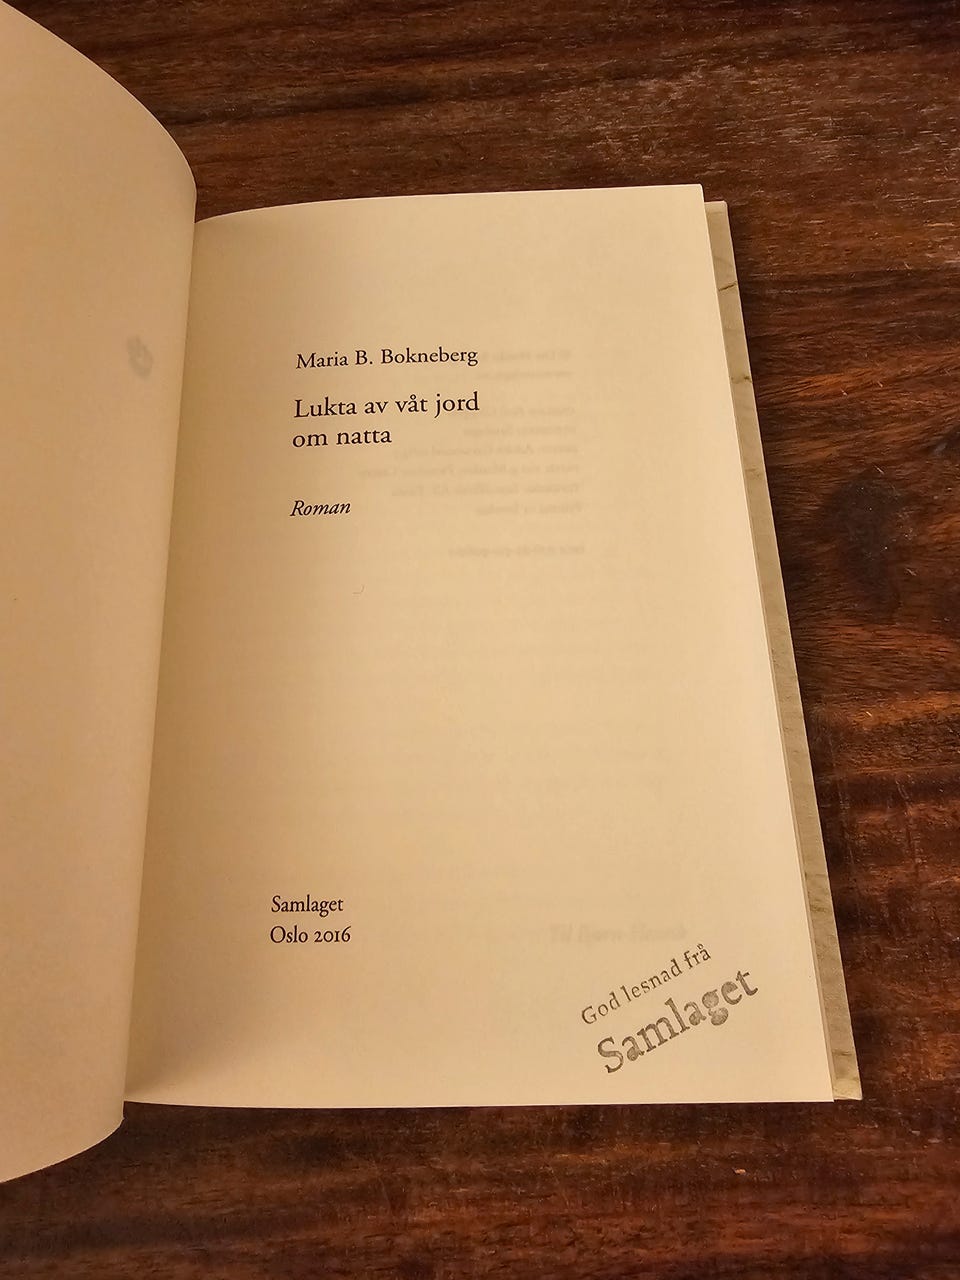 Maria B. Bokneberg
Lukta av våt jord
om natta
Roman
Samlaget
Oslo 2016
God lesnad frå
Samlaget